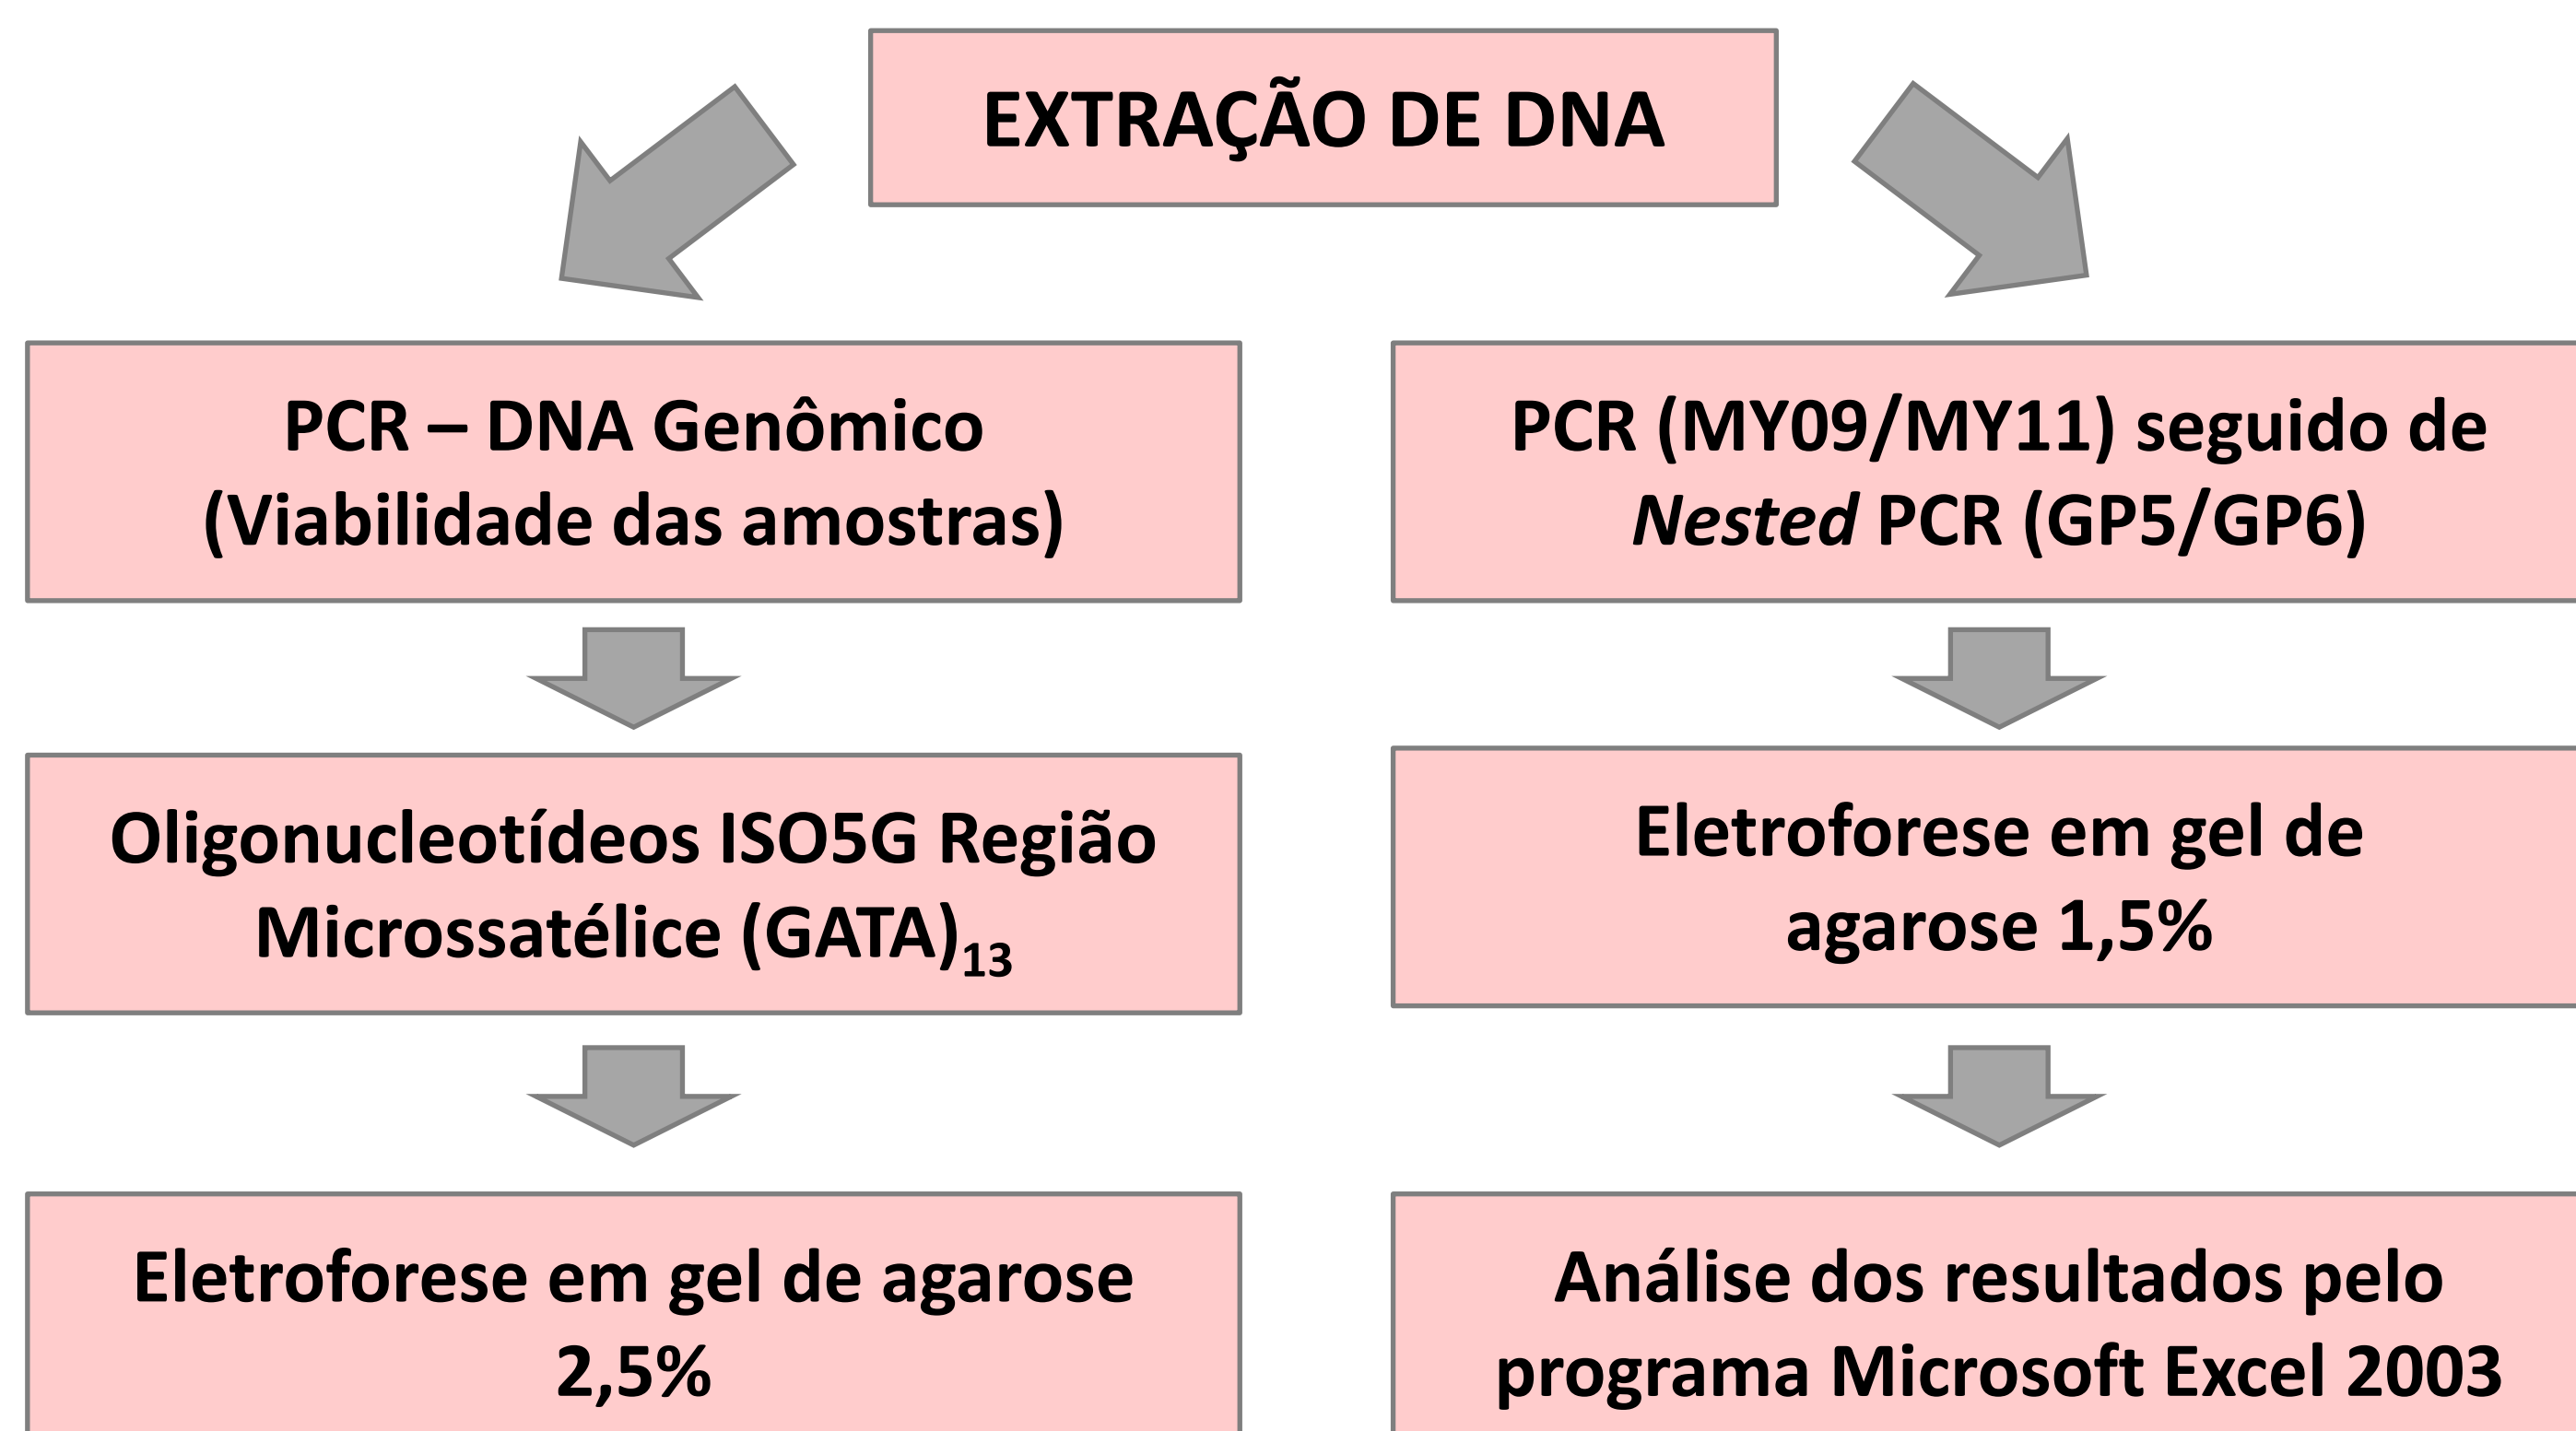 EXTRAÇÃO DE DNA
PCR – DNA Genômico
(Viabilidade das amostras)
PCR (MY09/MY11) seguido de
Nested PCR (GP5/GP6)
Oligonucleotídeos ISO5G Região
Microssatélice (GATA)₁₃
Eletroforese em gel de
agarose 1,5%
Eletroforese em gel de agarose
2,5%
Análise dos resultados pelo
programa Microsoft Excel 2003